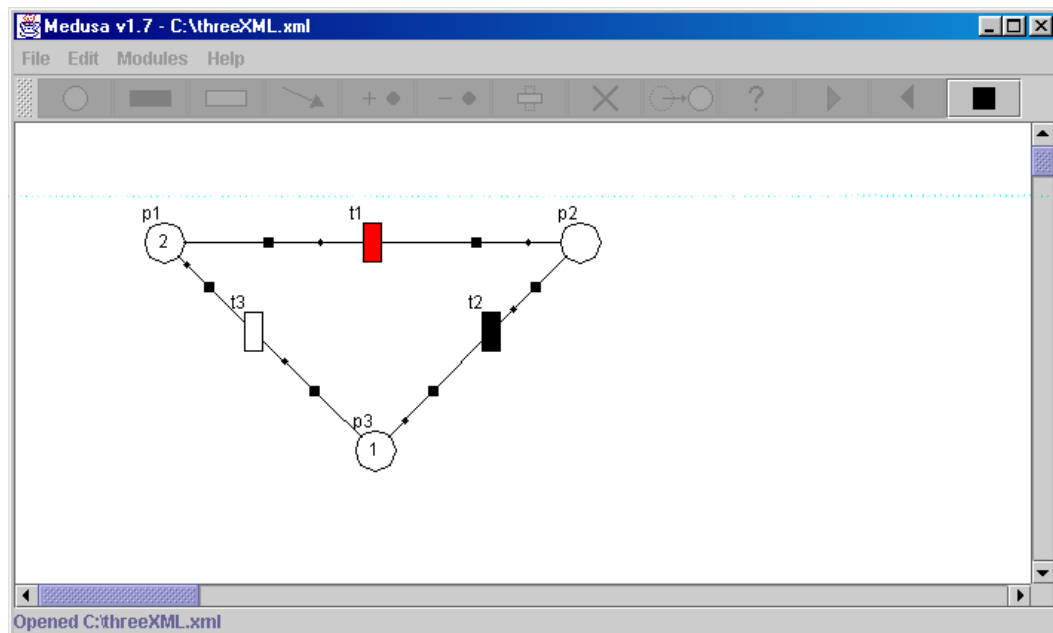 Medusa v1.7 - C:\threeXML.xml
File Edit Modules Help
+ - ?
p1 t1 p2
2
t3 t2
p3
1
Opened C:\threeXML.xml